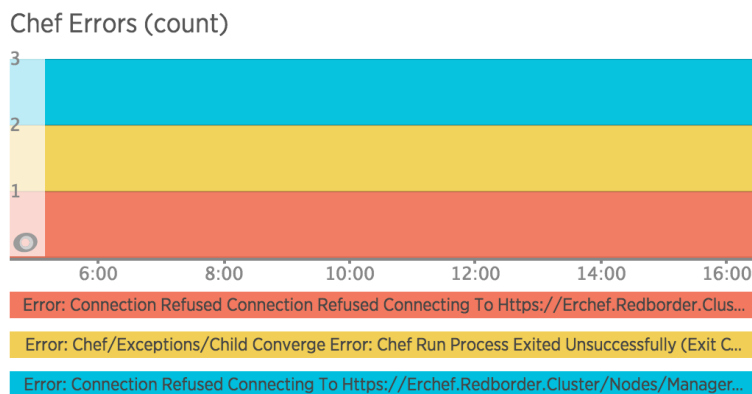 Chef Errors (count)
3
2
1
6:00 8:00 10:00 12:00 14:00 16:00
Error: Connection Refused Connection Refused Connecting To Https://Erchef.Redborder.Clus...
Error: Chef/Exceptions/Child Converge Error: Chef Run Process Exited Unsuccessfully (Exit C...
Error: Connection Refused Connecting To Https://Erchef.Redborder.Cluster/Nodes/Manager...